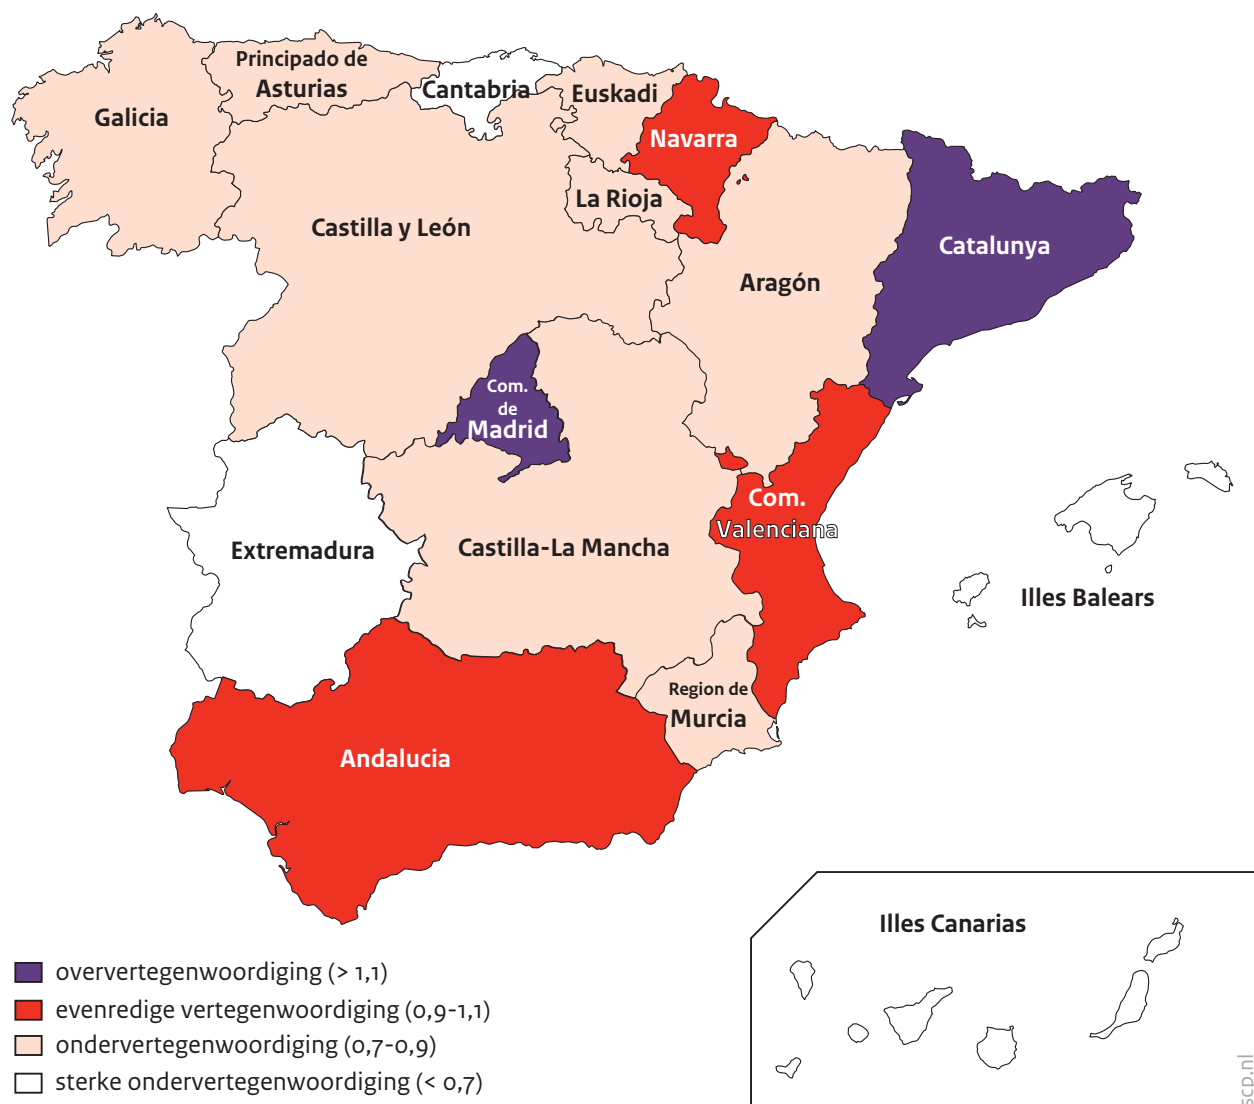 Principado de
Asturias
Cantabria
Euskadi
Galicia
Navarra
La Rioja
Castilla y León
Catalunya
Aragón
Com.
de
Madrid
Com.
Valenciana
Extremadura
Castilla-La Mancha
Illes Balears
Region de
Murcia
Andalucia
Illes Canarias
oververtegenwoordiging (> 1,1)
evenredige vertegenwoordiging (0,9-1,1)
ondervertegenwoordiging (0,7-0,9)
sterke ondervertegenwoordiging (< 0,7)
scp.nl